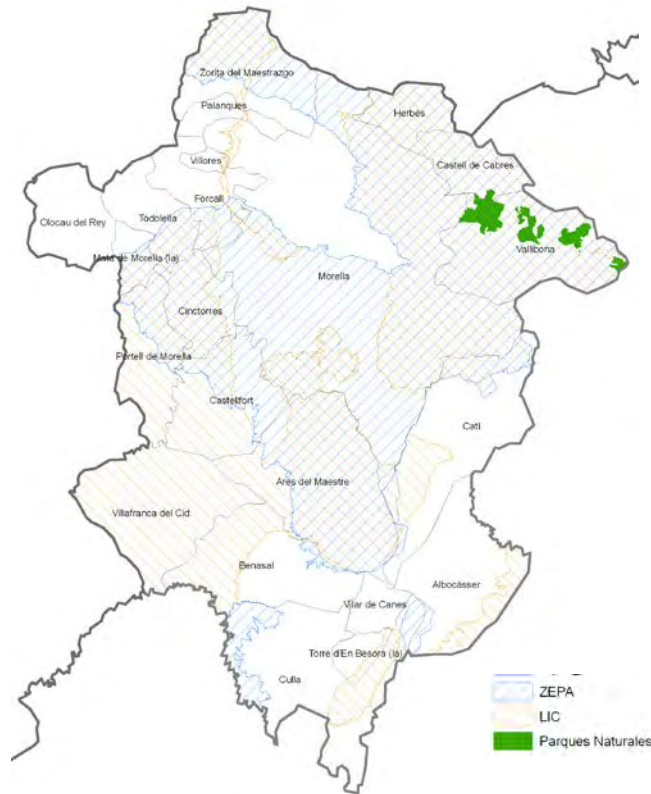 Zorita del Maestrazgo
Palanques
Herbés
Villores
Castell de Cabres
Forcall
Olocau del Rey
Todolella
Vallibona
Mata de Morella (la)
Morella
Cinctorres
Portell de Morella
Castellfort
Catí
Ares del Maestre
Villafranca del Cid
Benasal
Albocàsser
Vilar de Canes
Torre d'En Besora (la)
Culla
ZEPA
LIC
Parques Naturales